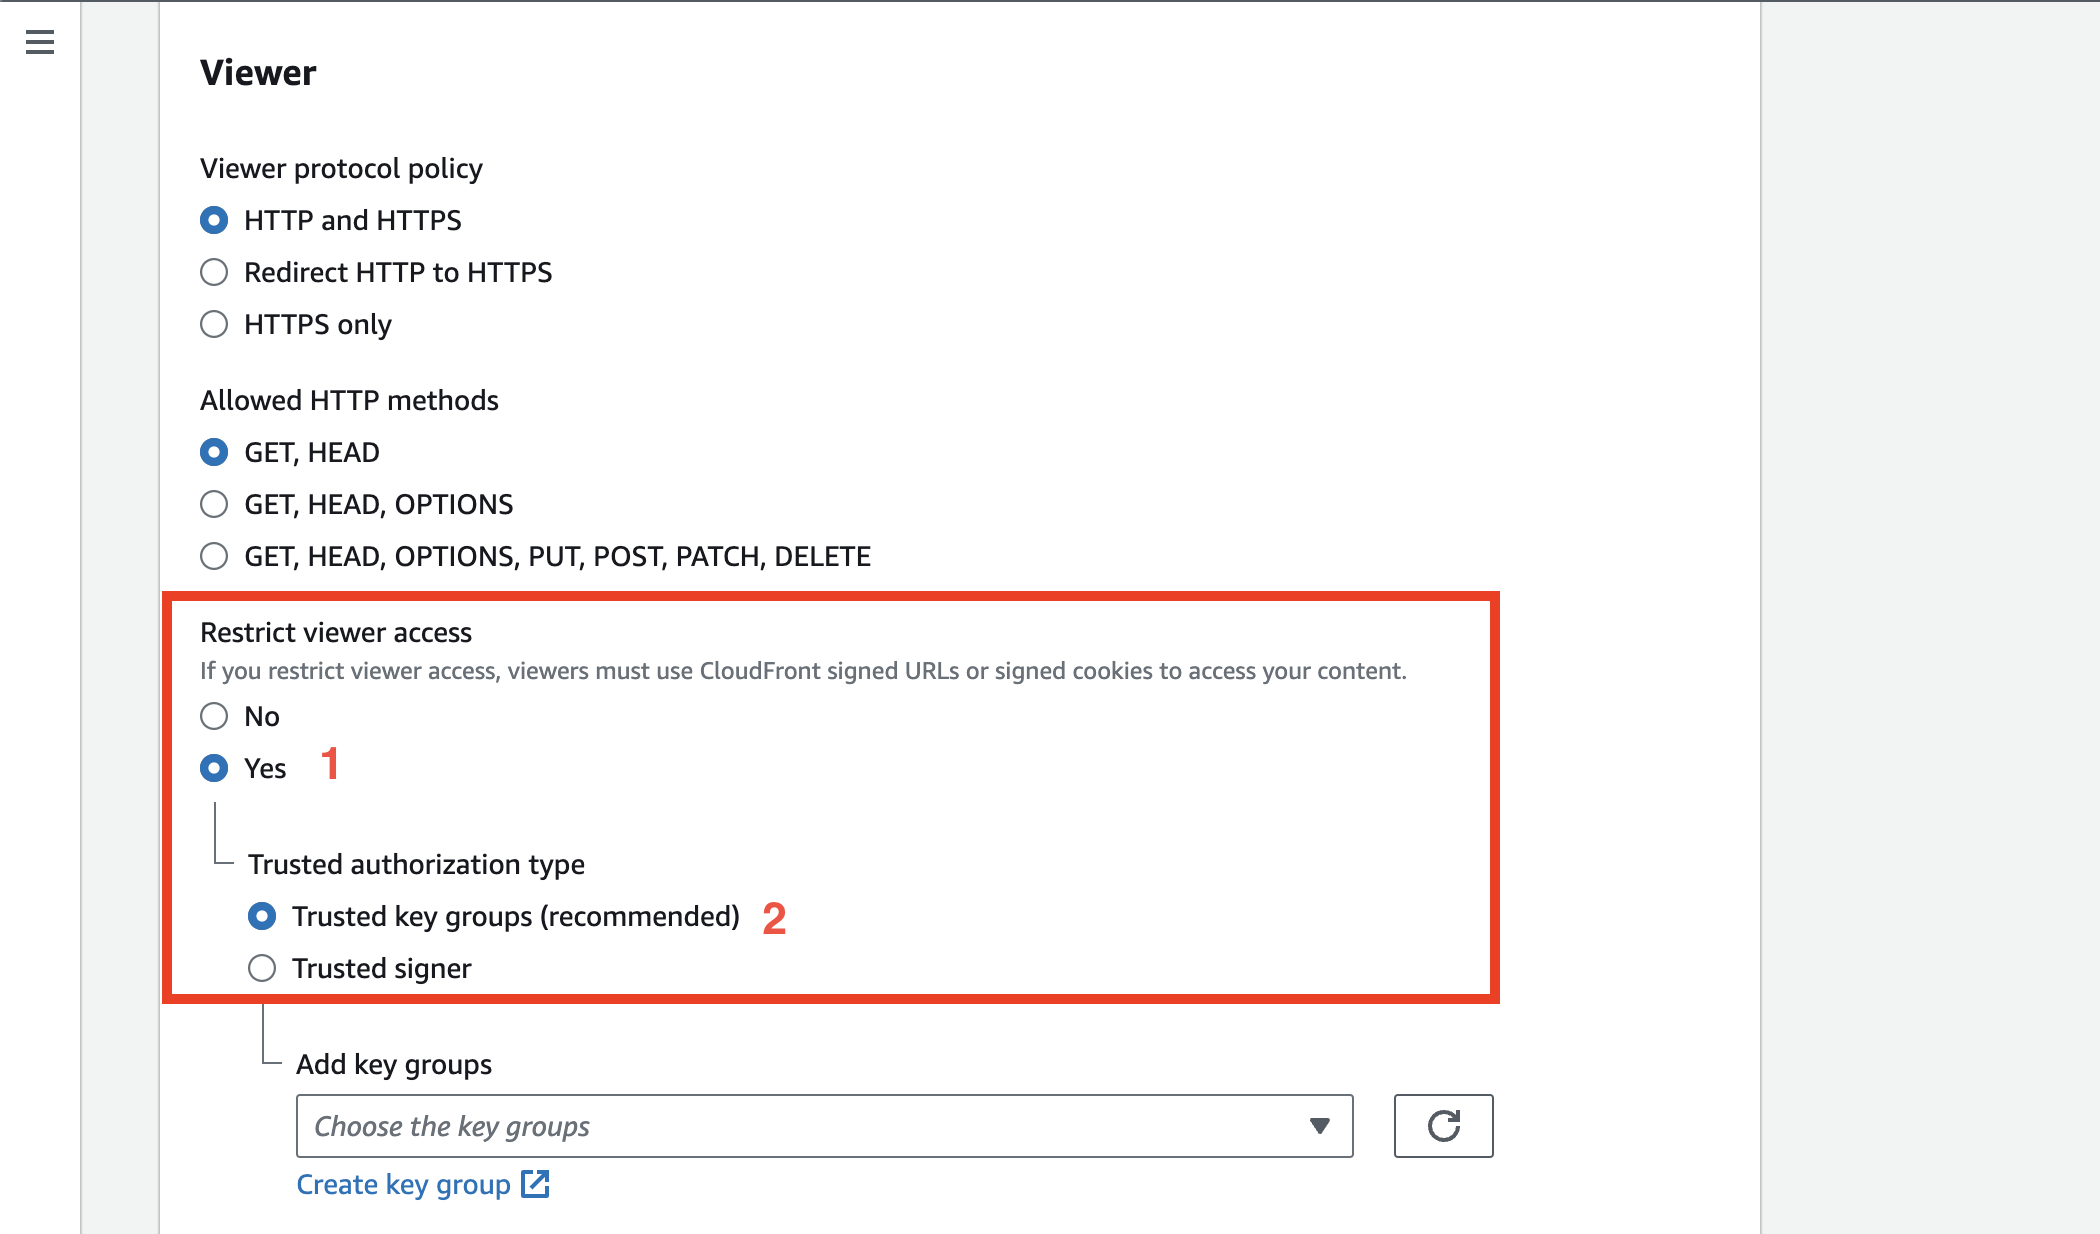 Viewer
Viewer protocol policy
HTTP and HTTPS
Redirect HTTP to HTTPS
HTTPS only
Allowed HTTP methods
GET, HEAD
GET, HEAD, OPTIONS
GET, HEAD, OPTIONS, PUT, POST, PATCH, DELETE
Restrict viewer access
If you restrict viewer access, viewers must use CloudFront signed URLs or signed cookies to access your content.
No
Yes 1
Trusted authorization type
Trusted key groups (recommended) 2
Trusted signer
Add key groups
Choose the key groups
Create key group